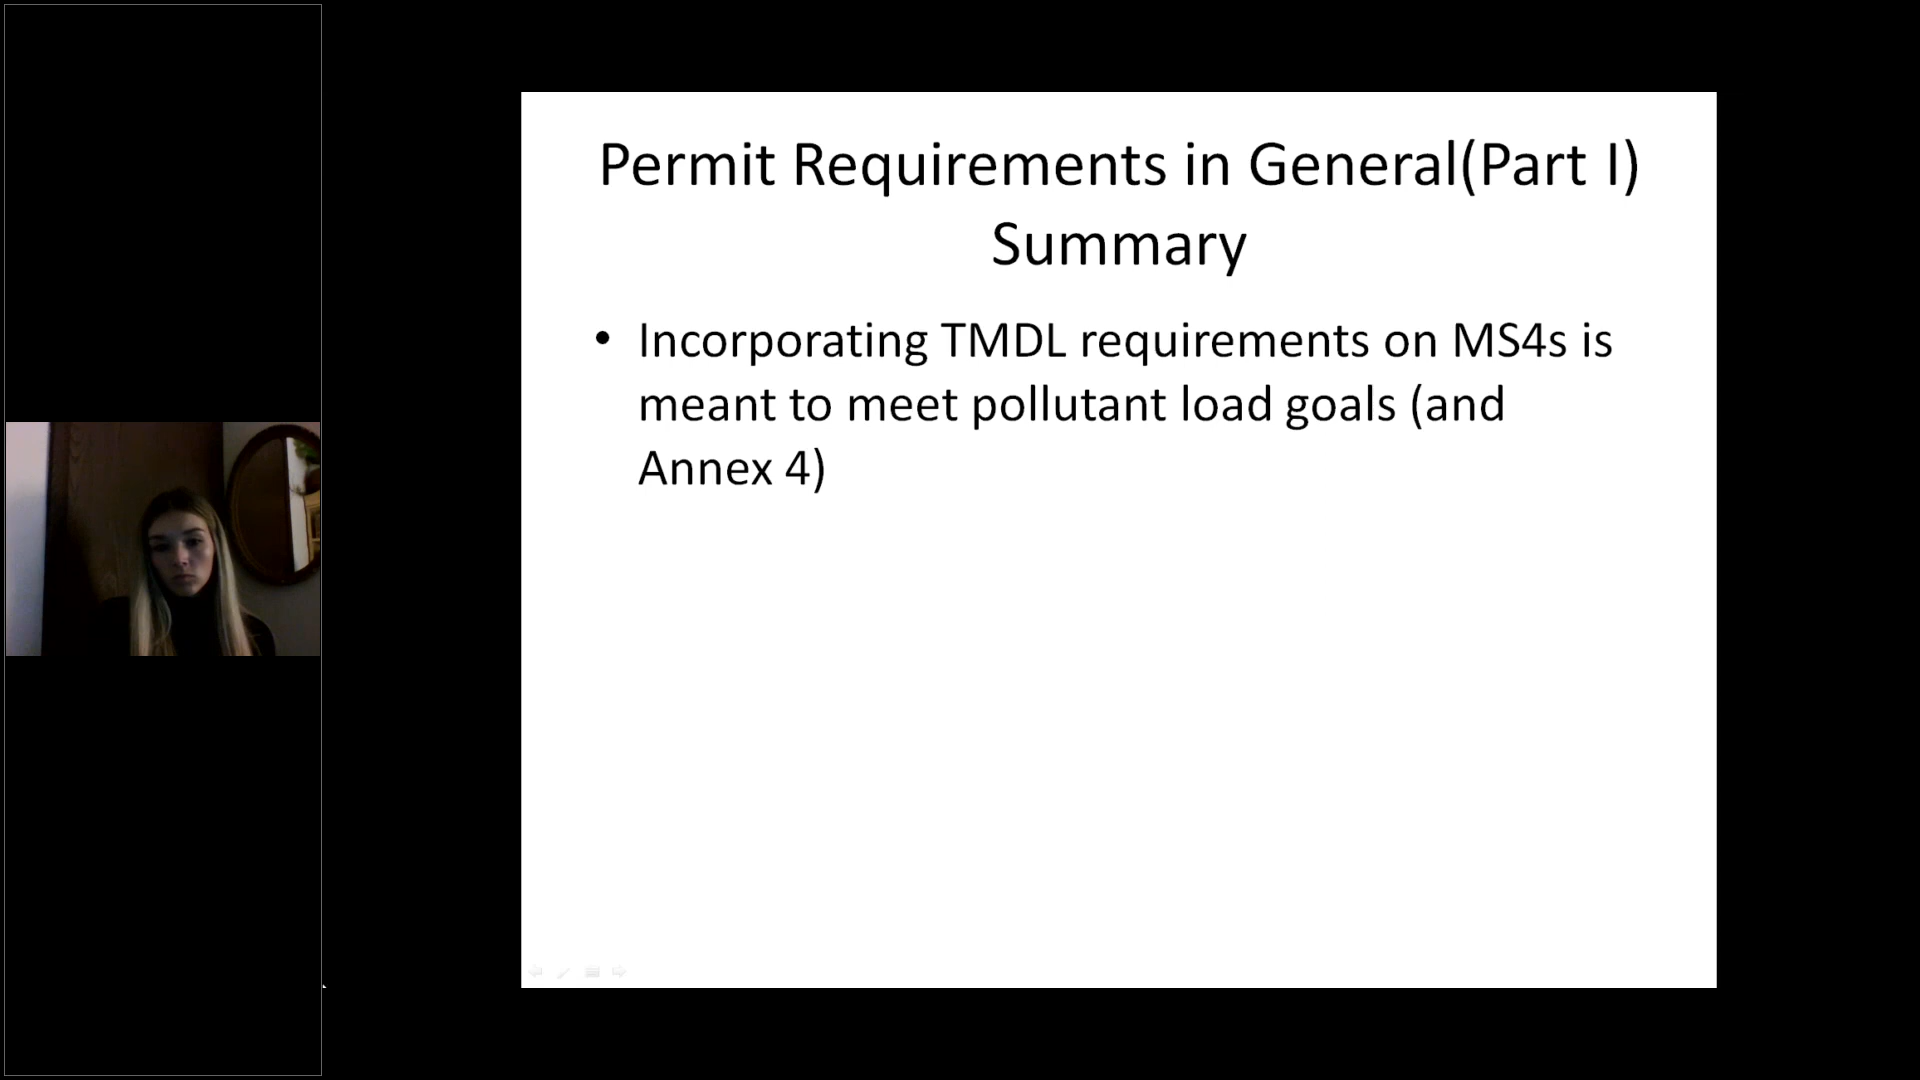 Permit Requirements in General(Part I)
Summary
• Incorporating TMDL requirements on MS4s is
meant to meet pollutant load goals (and
Annex 4)